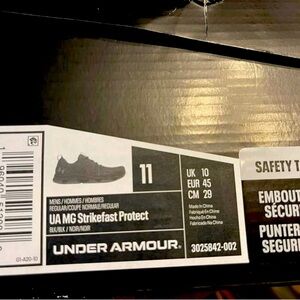 11
UK 10
EUR 45
CM 29
MENS/HOMMES/HOMBRES
REGULAR/COUPE NORMALE/REGULAR
UA MG Strikefast Protect
BLK/BLK / NOIR/NOIR
Made In China
Fabriqué En Chine
Hecho En China
Fabricado Na China
UNDER ARMOUR.
3025842-002
SAFETY T
EMBOUT
SÉCUR
PUNTER
SEGURI